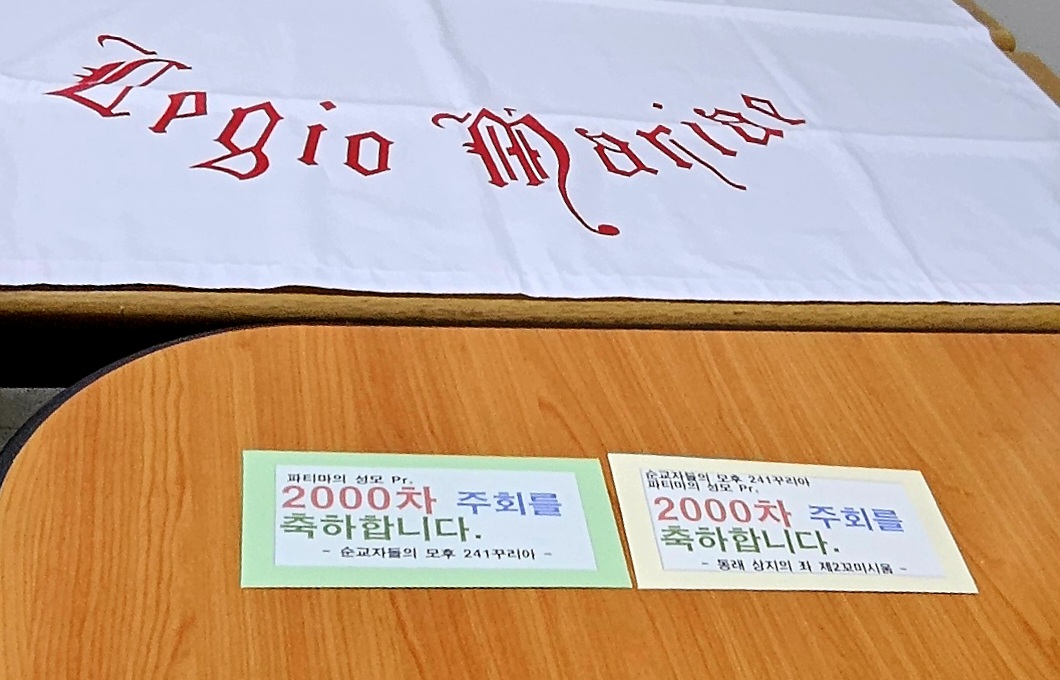 Legio Mariae
파티마의 성모 Pr.
2000차 주회를
축하합니다.
- 순교자들의 모후 241꾸리아 -
순교자들의 모후 241꾸리아
파티마의 성모 Pr.
2000차 주회를
축하합니다.
- 동래 상지의 좌 제2꼬미시움 -